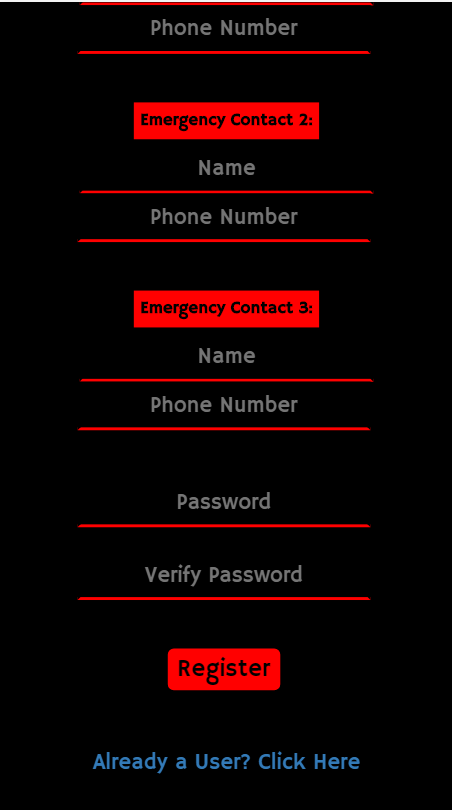 Phone Number
Emergency Contact 2:
Name
Phone Number
Emergency Contact 3:
Name
Phone Number
Password
Verify Password
Register
Already a User? Click Here